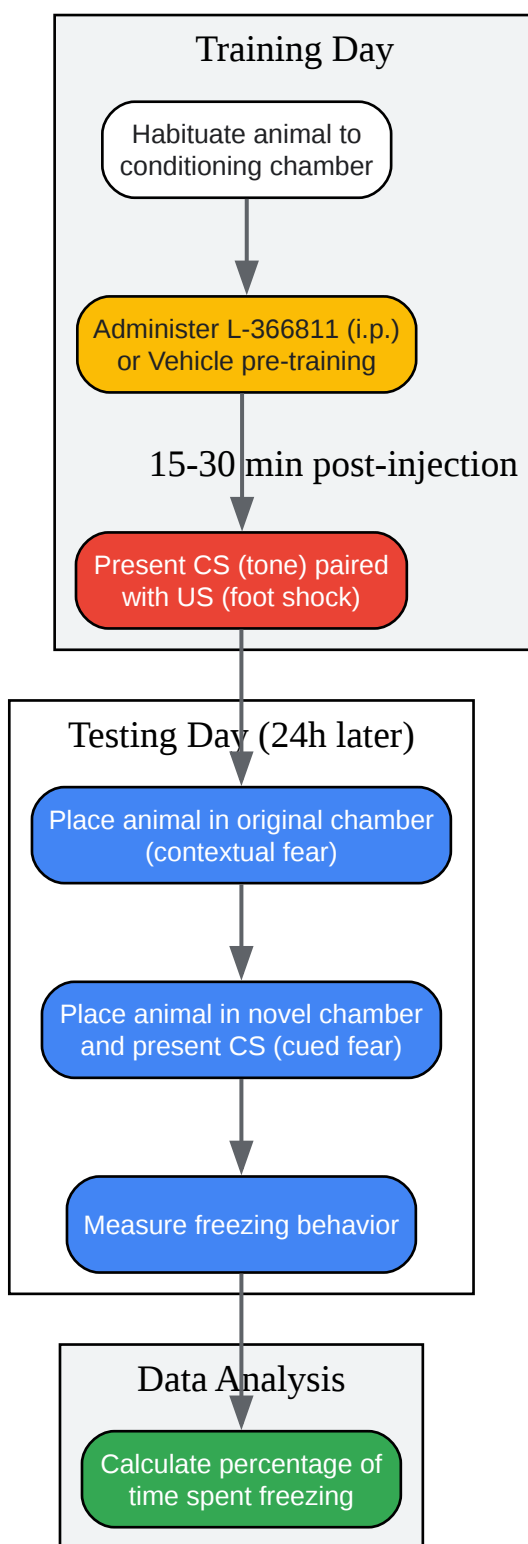 Training Day
Habituate animal to
conditioning chamber
Administer L-366811 (i.p.)
or Vehicle pre-training
15-30 min post-injection
Present CS (tone) paired
with US (foot shock)
Testing Day (24h later)
Place animal in original chamber
(contextual fear)
Place animal in novel chamber
and present CS (cued fear)
Measure freezing behavior
Data Analysis
Calculate percentage of
time spent freezing